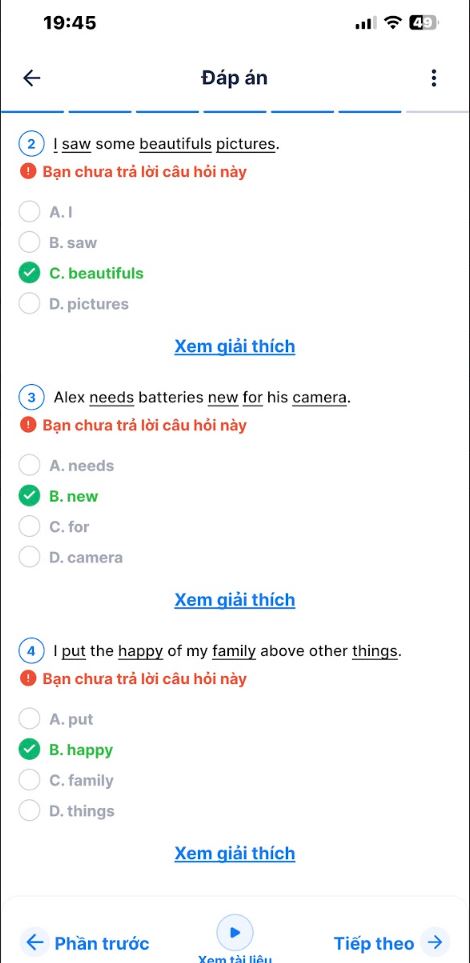 19:45
49
Đáp án
2 I saw some beautifuls pictures.
! Bạn chưa trả lời câu hỏi này
A. I
B. saw
C. beautifuls
D. pictures
Xem giải thích
3 Alex needs batteries new for his camera.
! Bạn chưa trả lời câu hỏi này
A. needs
B. new
C. for
D. camera
Xem giải thích
4 I put the happy of my family above other things.
! Bạn chưa trả lời câu hỏi này
A. put
B. happy
C. family
D. things
Xem giải thích
Phần trước
Tiếp theo
Xem tài liệu